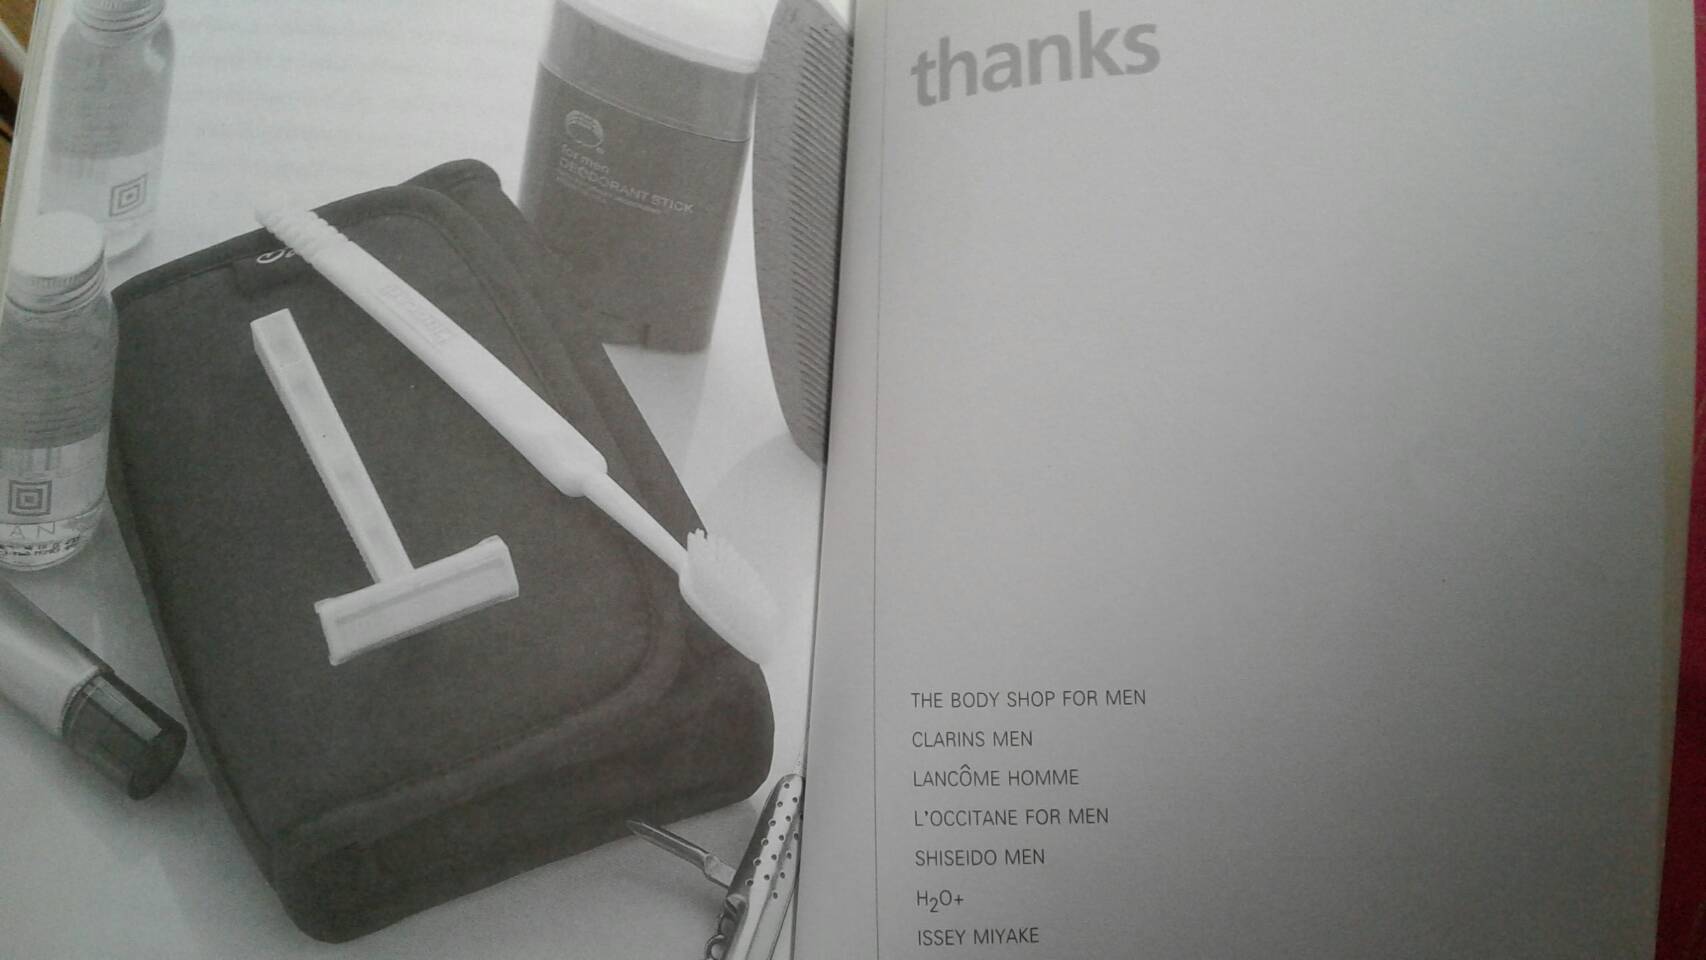 for men
DEODORANT STICK
thanks
THE BODY SHOP FOR MEN
CLARINS MEN
LANCÔME HOMME
L'OCCITANE FOR MEN
SHISEIDO MEN
H2O+
ISSEY MIYAKE